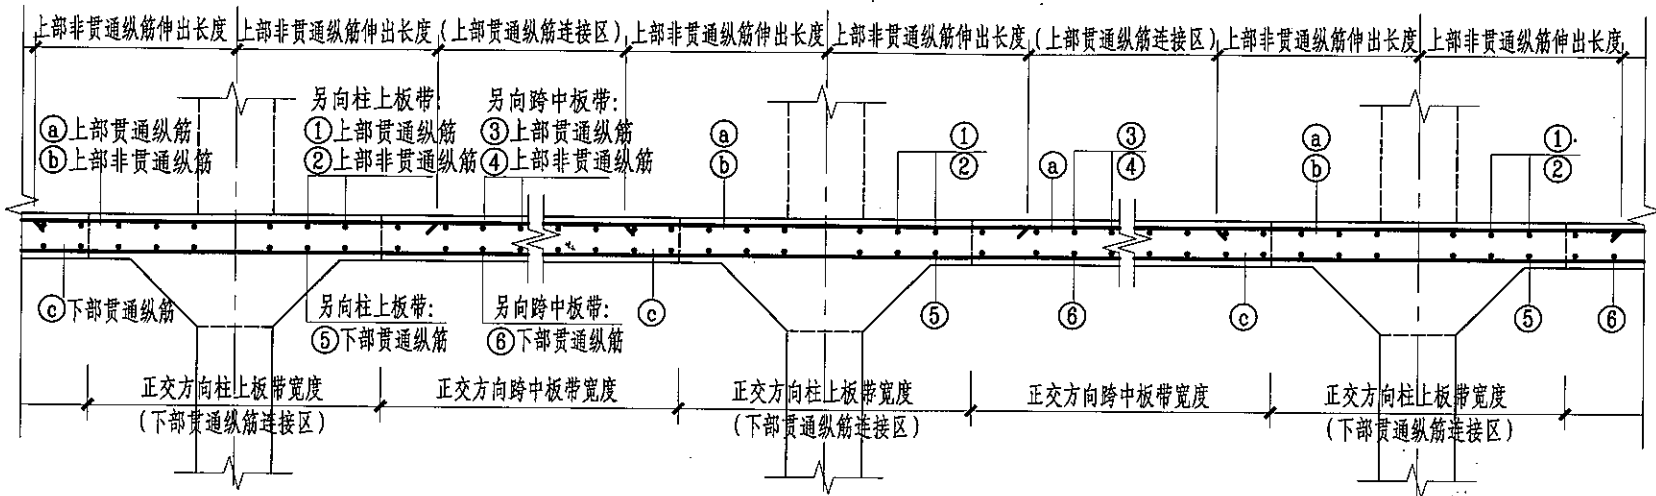 上部非贯通纵筋伸出长度 上部非贯通纵筋伸出长度 (上部贯通纵筋连接区) 上部非贯通纵筋伸出长度 上部非贯通纵筋伸出长度 (上部贯通纵筋连接区) 上部非贯通纵筋伸出长度 上部非贯通纵筋伸出长度
另向柱上板带: 另向跨中板带:
ⓐ上部贯通纵筋 ①上部贯通纵筋 ③上部贯通纵筋 ⓐ ① ③ ⓐ ①
ⓑ上部非贯通纵筋 ②上部非贯通纵筋 ④上部非贯通纵筋 ⓑ ② ⓐ ④ ⓑ ②
ⓒ下部贯通纵筋 另向柱上板带: 另向跨中板带: ⓒ ⑤ ⑥ ⓒ ⑤ ⑥
⑤下部贯通纵筋 ⑥下部贯通纵筋
正交方向柱上板带宽度 正交方向跨中板带宽度 正交方向柱上板带宽度 正交方向跨中板带宽度 正交方向柱上板带宽度
(下部贯通纵筋连接区) (下部贯通纵筋连接区) (下部贯通纵筋连接区)